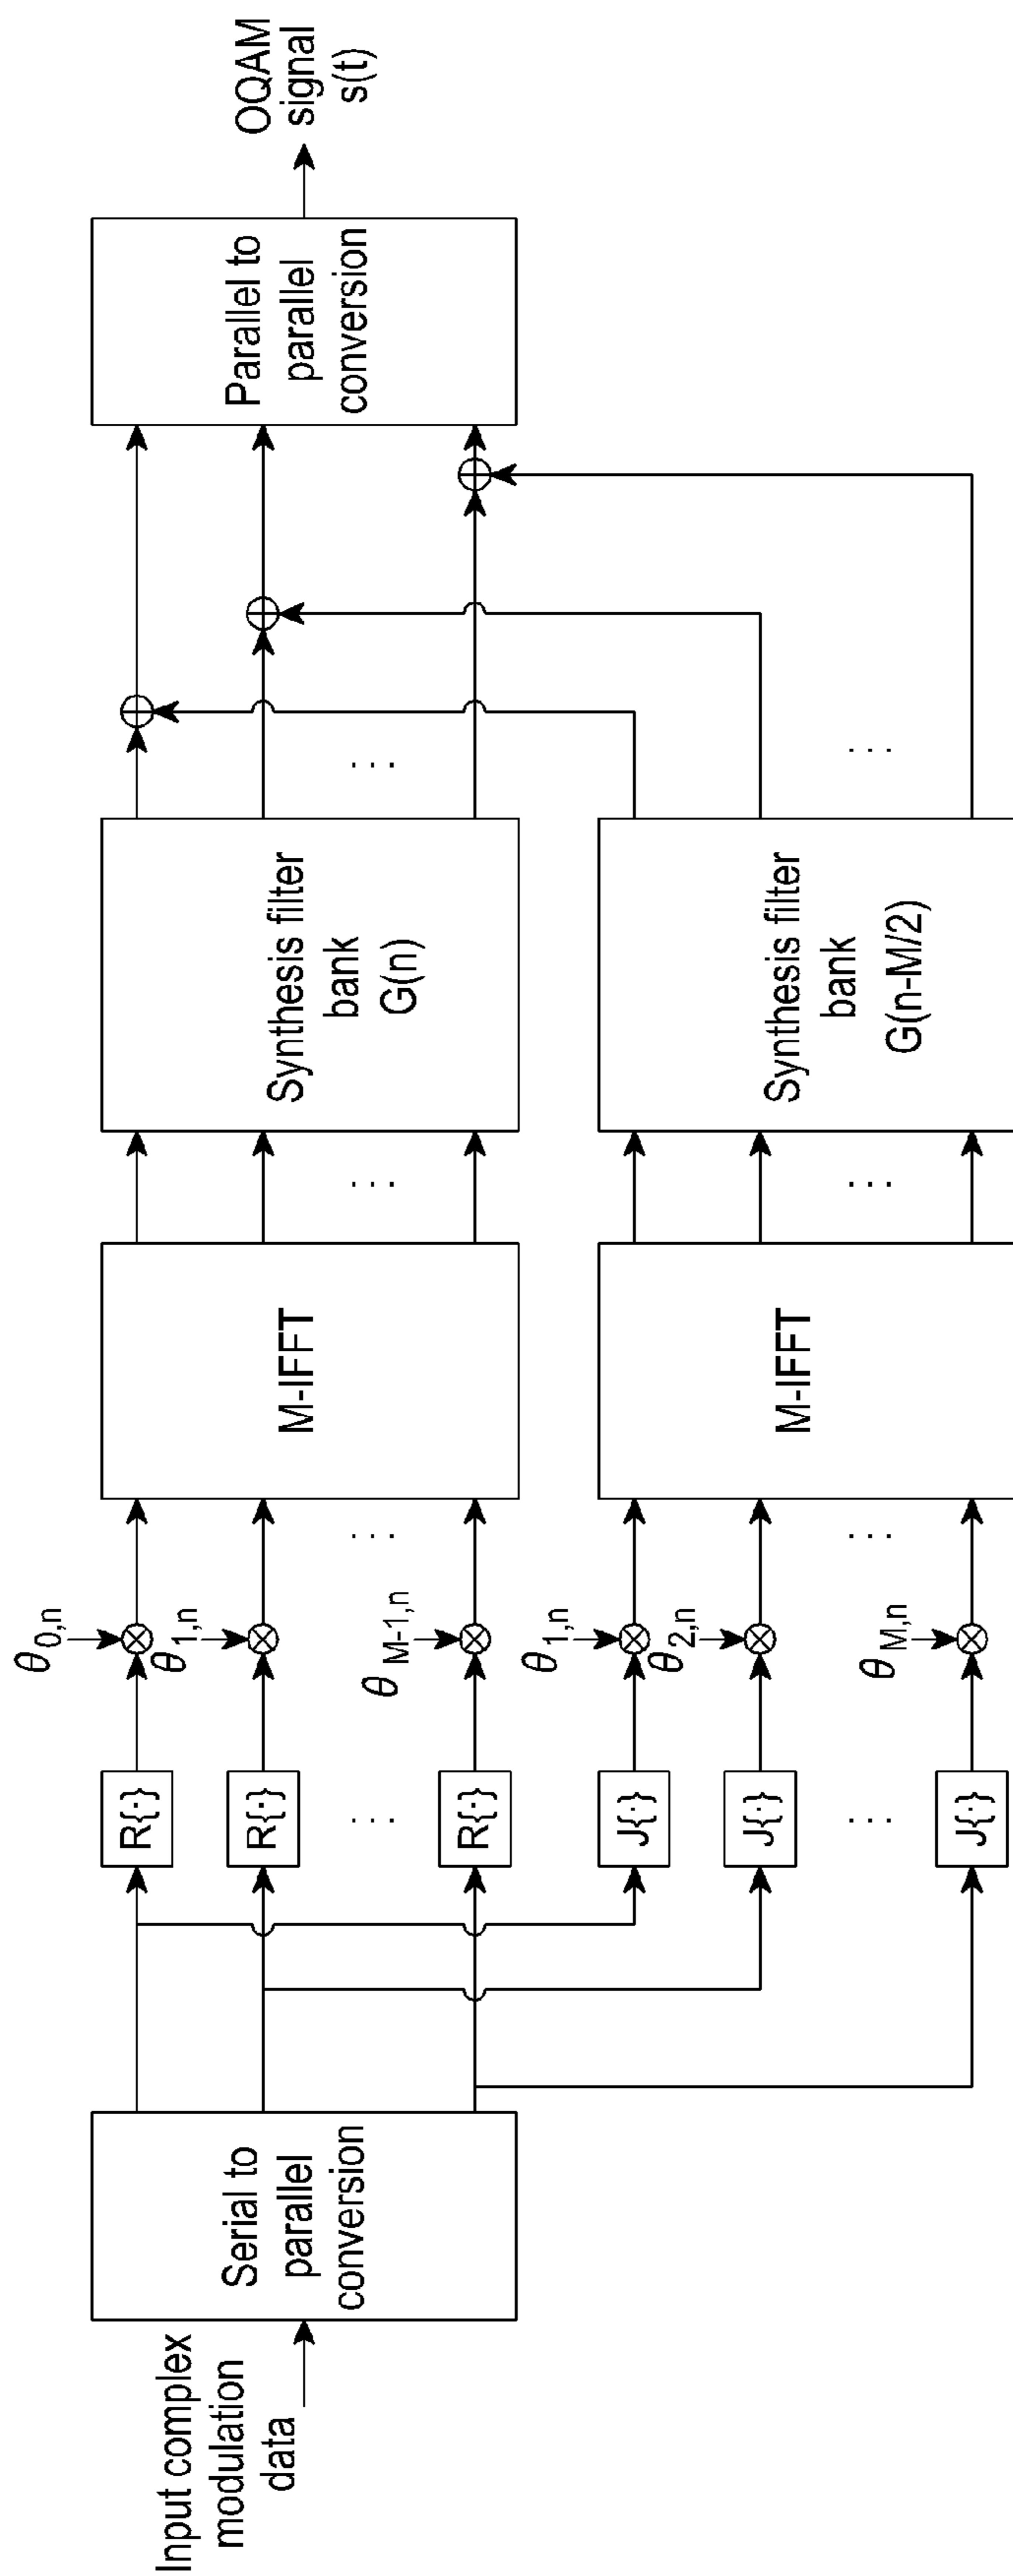 Input complex
modulation
data
Serial to
parallel
conversion
R{·}
R{·}
. . .
R{·}
J{·}
J{·}
. . .
J{·}
θ0,n
θ1,n
θ M-1,n
θ1,n
θ2,n
θM,n
. . .
. . .
M-IFFT
M-IFFT
. . .
. . .
Synthesis filter
bank
G(n)
Synthesis filter
bank
G(n-M/2)
. . .
. . .
Parallel to
parallel
conversion
OQAM
signal
s(t)